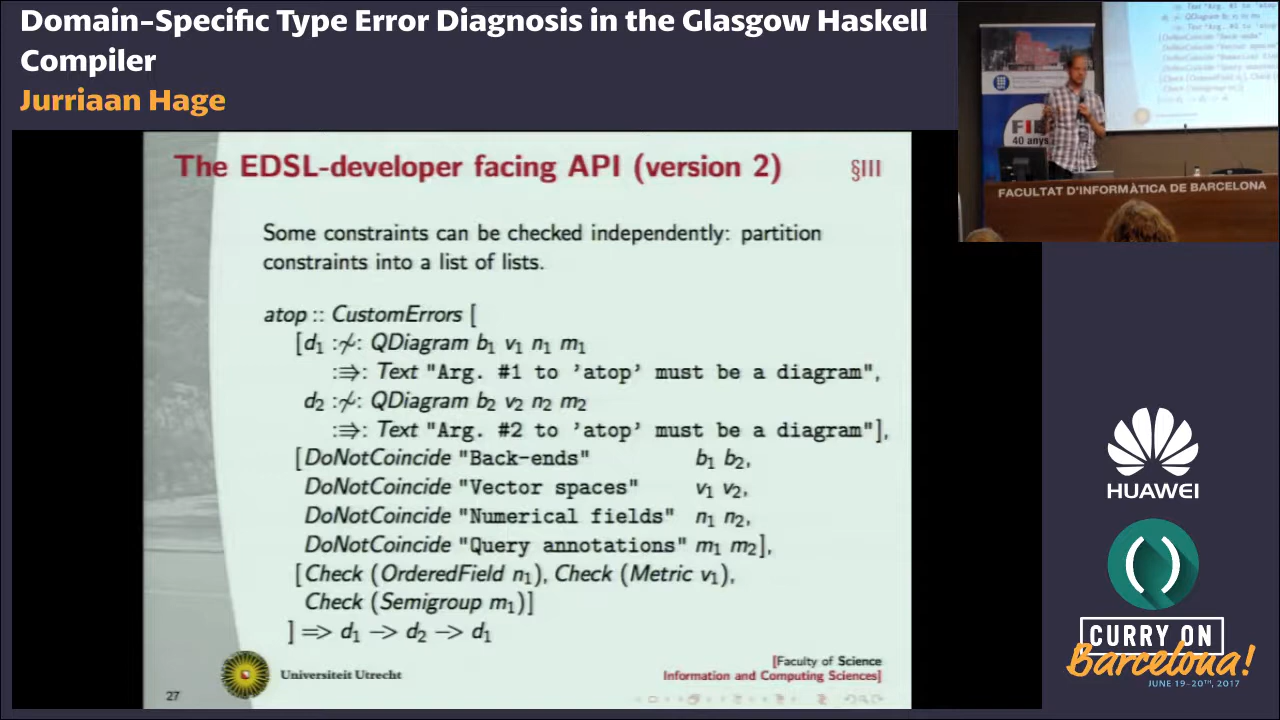 Domain-Specific Type Error Diagnosis in the Glasgow Haskell
Compiler
Jurriaan Hage
The EDSL-developer facing API (version 2) §III
Some constraints can be checked independently: partition
constraints into a list of lists.
atop :: CustomErrors [
[d₁ :≁: QDiagram b₁ v₁ n₁ m₁
:⇒: Text "Arg. #1 to 'atop' must be a diagram",
d₂ :≁: QDiagram b₂ v₂ n₂ m₂
:⇒: Text "Arg. #2 to 'atop' must be a diagram"],
[DoNotCoincide "Back-ends" b₁ b₂,
DoNotCoincide "Vector spaces" v₁ v₂,
DoNotCoincide "Numerical fields" n₁ n₂,
DoNotCoincide "Query annotations" m₁ m₂],
[Check (OrderedField n₁), Check (Metric v₁),
Check (Semigroup m₁)]
] => d₁ -> d₂ -> d₁
Universiteit Utrecht
[Faculty of Science
Information and Computing Sciences]
27
FIB
40 anys
FACULTAT D'INFORMÀTICA DE BARCELONA
HUAWEI
CURRY ON
Barcelona!
JUNE 19-20TH, 2017